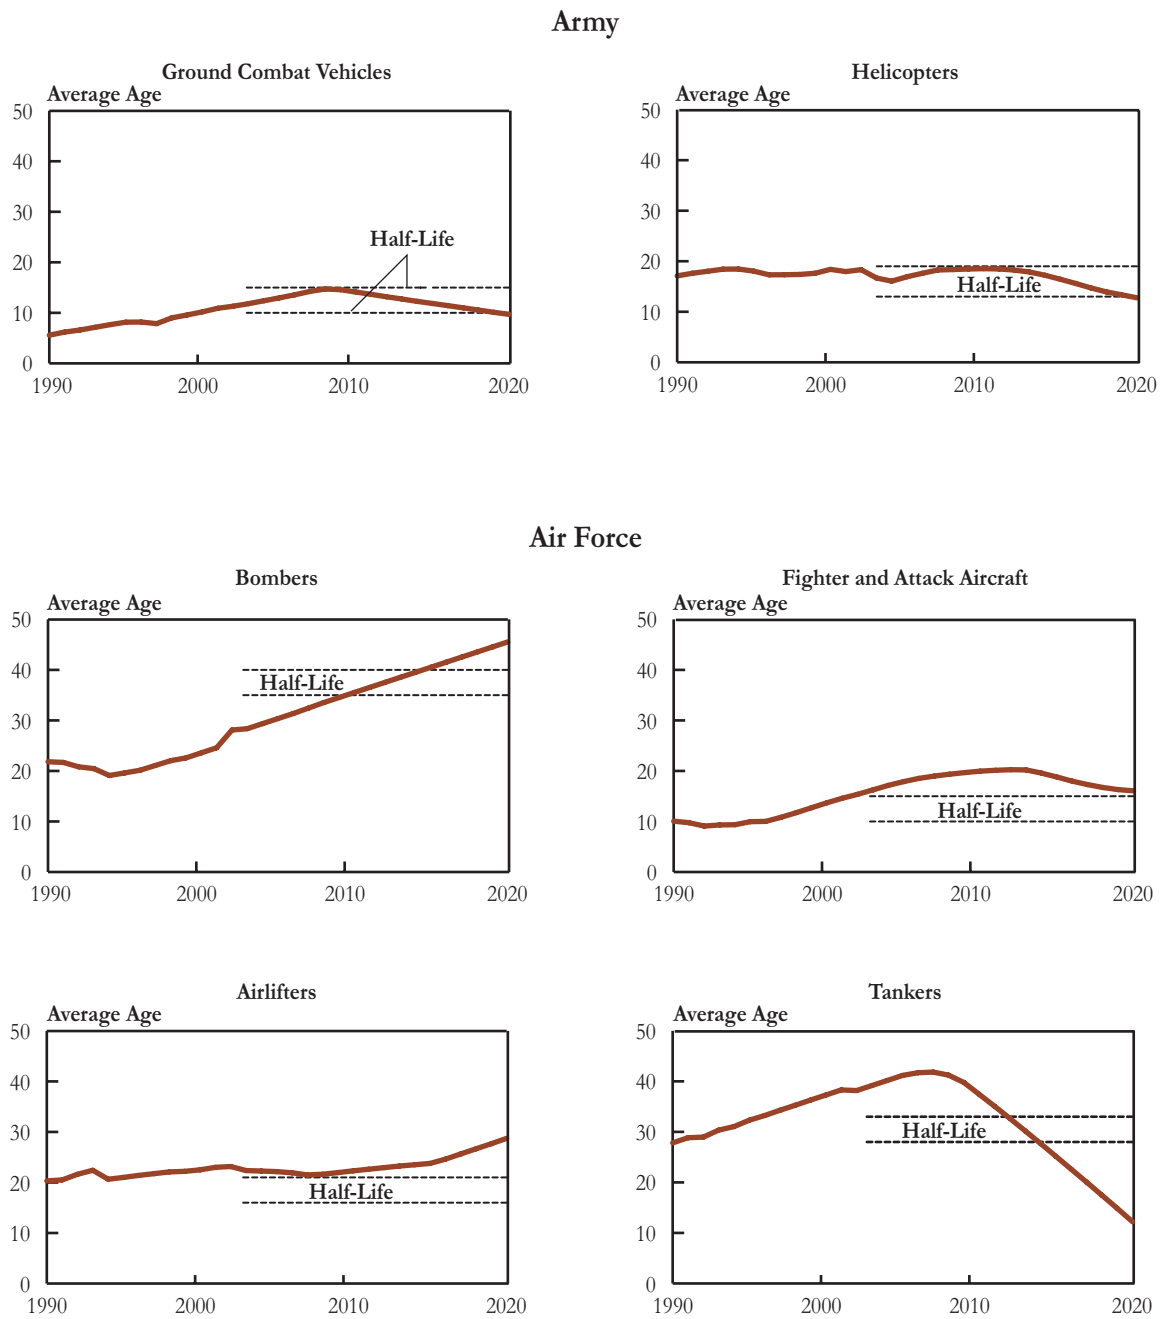 Army
Ground Combat Vehicles
Average Age
50
40
30
20
10
0
Half-Life
1990 2000 2010 2020
Helicopters
Average Age
50
40
30
20
10
0
Half-Life
1990 2000 2010 2020
Air Force
Bombers
Average Age
50
40
30
20
10
0
Half-Life
1990 2000 2010 2020
Fighter and Attack Aircraft
Average Age
50
40
30
20
10
0
Half-Life
1990 2000 2010 2020
Airlifters
Average Age
50
40
30
20
10
0
Half-Life
1990 2000 2010 2020
Tankers
Average Age
50
40
30
20
10
0
Half-Life
1990 2000 2010 2020